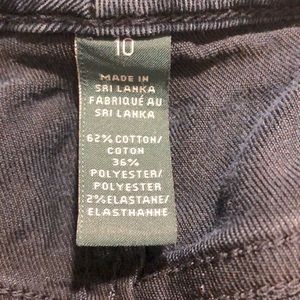 10
MADE IN
SRI LANKA
FABRIQUÉ AU
SRI LANKA
62% COTTON/
COTON
36%
POLYESTER/
POLYESTER
2% ELASTANE/
ELASTHANNE